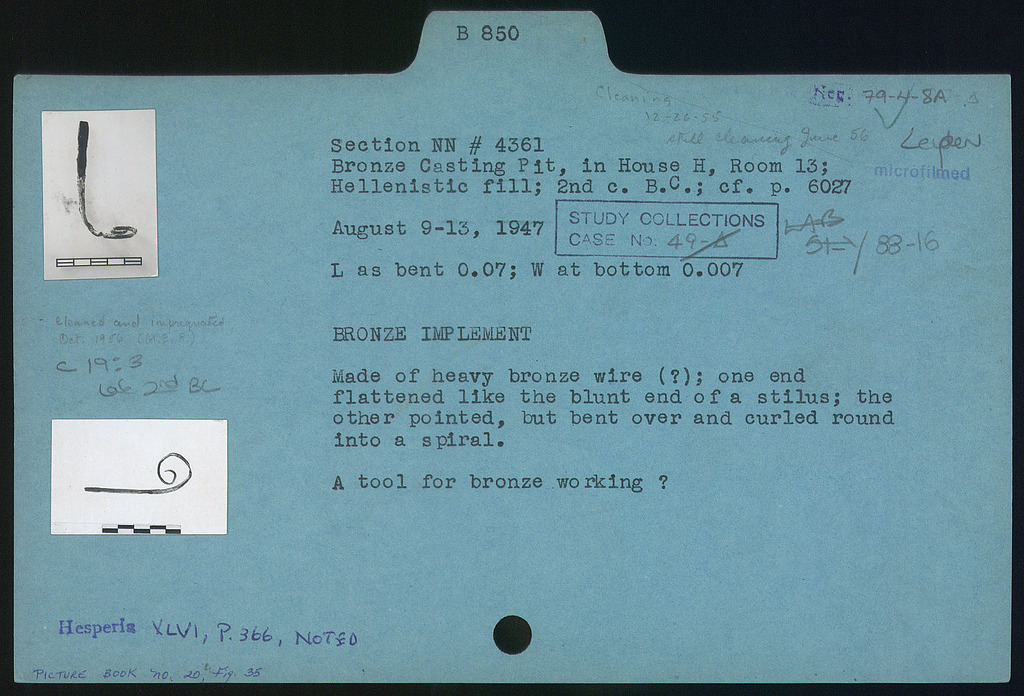 B 850
Cleaning
12-26-55
still cleaning June 56
Neg. 79-4-8A
Leyden
microfilmed
Section NN # 4361
Bronze Casting Pit, in House H, Room 13;
Hellenistic fill; 2nd c. B.C.; cf. p. 6027
August 9-13, 1947
STUDY COLLECTIONS
CASE No. 49-A
LAB
88-16
L as bent 0.07; W at bottom 0.007
Cleaned and impregnated
Oct. 1956
C 19:3
2nd BC
BRONZE IMPLEMENT
Made of heavy bronze wire (?); one end
flattened like the blunt end of a stilus; the
other pointed, but bent over and curled round
into a spiral.
A tool for bronze working ?
Hesperia XLVI, P. 366, NOTED
PICTURE BOOK no. 20, Fig. 35